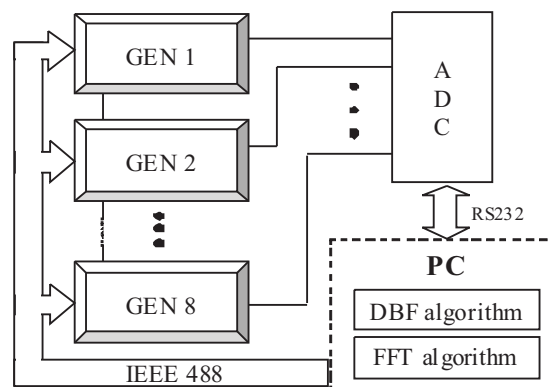 GEN 1
GEN 2
GEN 8
A
D
C
RS232
PC
DBF algorithm
FFT algorithm
IEEE 488